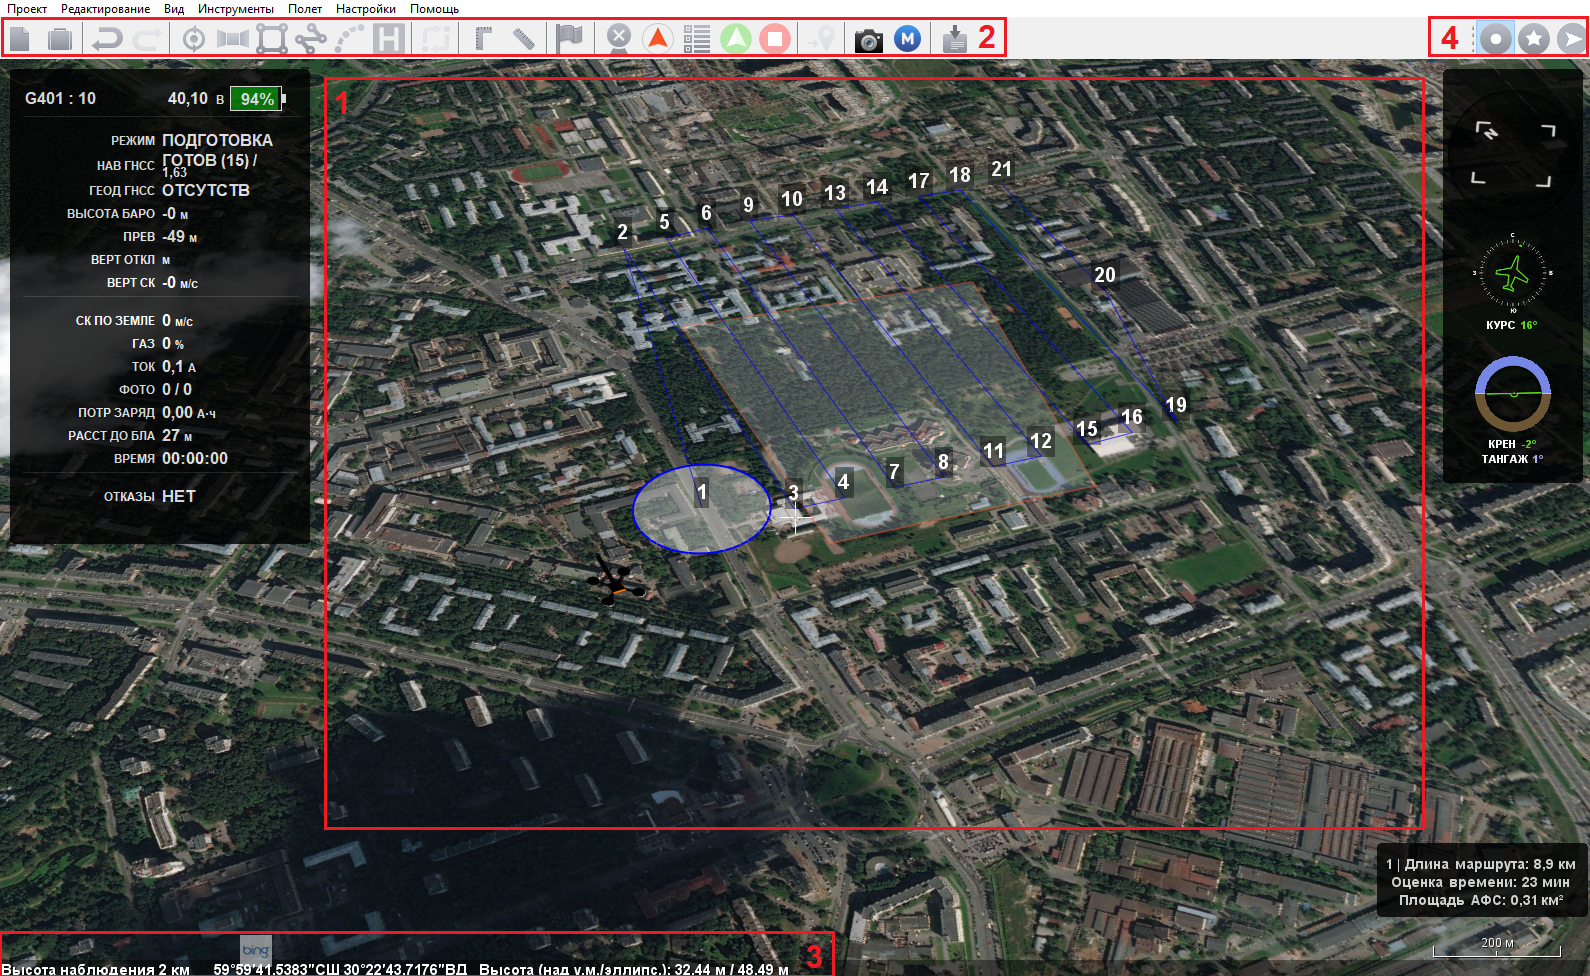 Проект Редактирование Вид Инструменты Полет Настройки Помощь
2
4
1
G401 : 10 40,10 В 94%
РЕЖИМ ПОДГОТОВКА
НАВ ГНСС ГОТОВ (15) / 1,63
ГЕОД ГНСС ОТСУТСТВ
ВЫСОТА БАРО -0 м
ПРЕВ -49 м
ВЕРТ ОТКЛ м
ВЕРТ СК -0 м/с
СК ПО ЗЕМЛЕ 0 м/с
ГАЗ 0 %
ТОК 0,1 А
ФОТО 0 / 0
ПОТР ЗАРЯД 0,00 А·ч
РАССТ ДО БЛА 27 м
ВРЕМЯ 00:00:00
ОТКАЗЫ НЕТ
2 5 6 9 10 13 14 17 18 21
20
19
1 3 4 7 8 11 12 15 16
N
С
З В
Ю
КУРС 16°
КРЕН -2°
ТАНГАЖ 1°
1 | Длина маршрута: 8,9 км
Оценка времени: 23 мин
Площадь АФС: 0,31 км²
200 м
bing
3
Высота наблюдения 2 км 59°59'41.5383"СШ 30°22'43.7176"ВД Высота (над у.м./эллипс.): 32.44 м / 48.49 м
H
M